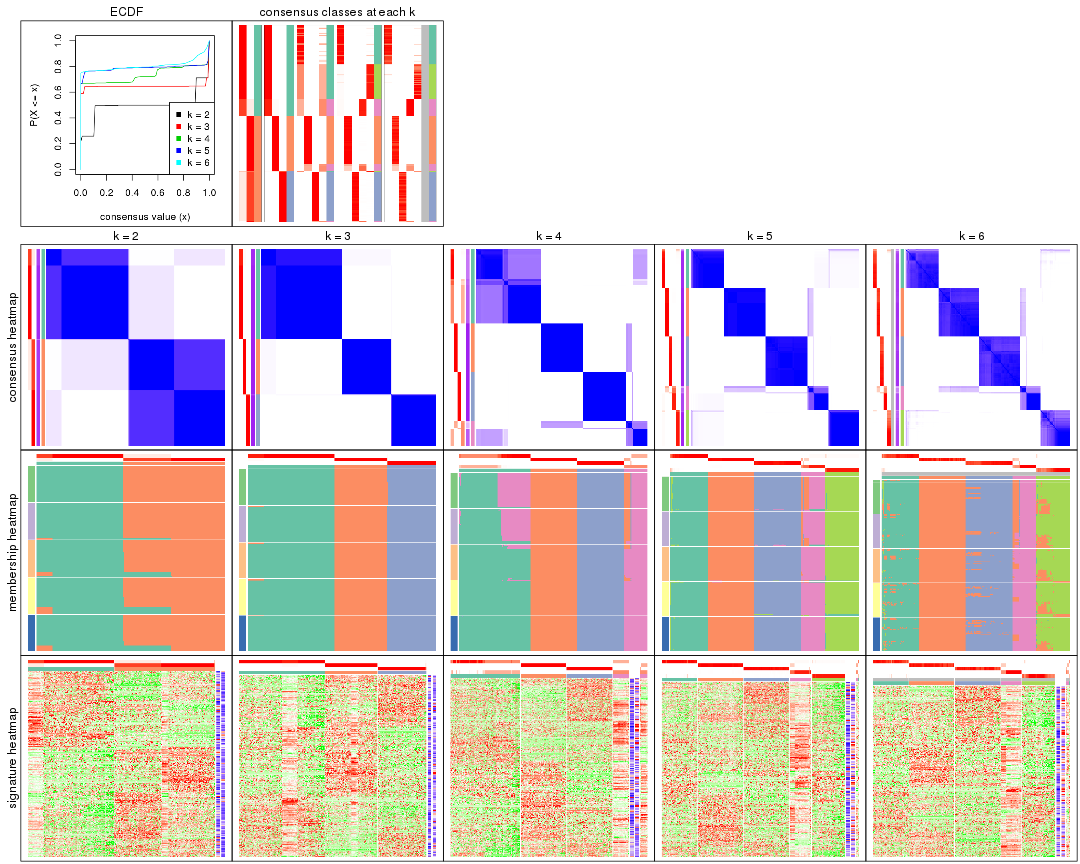 ECDF
consensus classes at each k
P(X <= x)
0.0
0.2
0.4
0.6
0.8
1.0
k = 2
k = 3
k = 4
k = 5
k = 6
0.0 0.2 0.4 0.6 0.8 1.0
consensus value (x)
k = 2
k = 3
k = 4
k = 5
k = 6
consensus heatmap
membership heatmap
signature heatmap